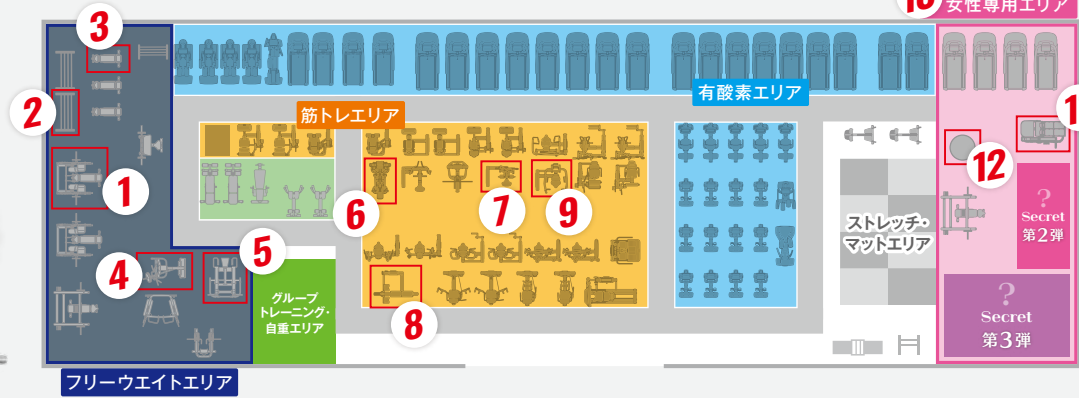 10
女性専用エリア
3
有酸素エリア
筋トレエリア
2
1
12
1
6
7
9
?
Secret
第2弾
ストレッチ・
マットエリア
5
4
グループ
トレーニング・
自重エリア
8
?
Secret
第3弾
フリーウエイトエリア